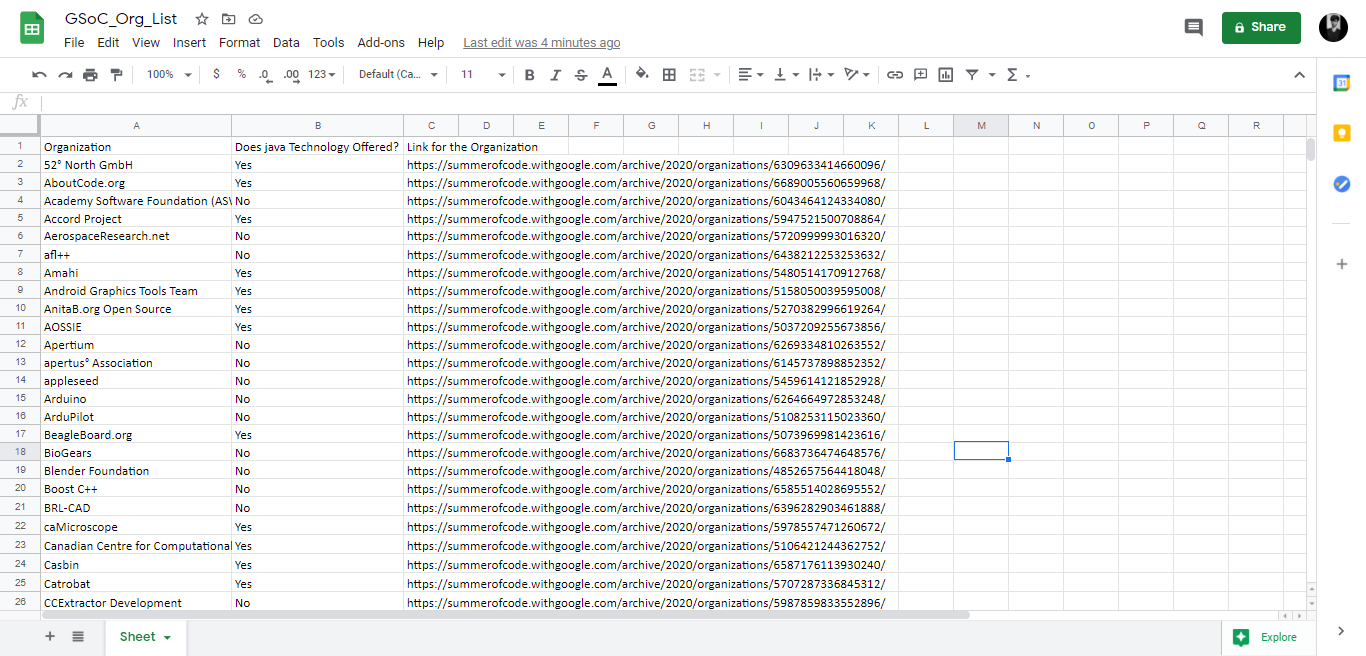 GSoC_Org_List
File Edit View Insert Format Data Tools Add-ons Help Last edit was 4 minutes ago
Share
100% $ % .0 .00 123 Default (Ca... 11 B I S A
fx
A B C D E F G H I J K L M N O P Q R
1 Organization Does java Technology Offered? Link for the Organization
2 52° North GmbH Yes https://summerofcode.withgoogle.com/archive/2020/organizations/6309633414660096/
3 AboutCode.org Yes https://summerofcode.withgoogle.com/archive/2020/organizations/6689005560659968/
4 Academy Software Foundation (ASW No https://summerofcode.withgoogle.com/archive/2020/organizations/6043464124334080/
5 Accord Project Yes https://summerofcode.withgoogle.com/archive/2020/organizations/5947521500708864/
6 AerospaceResearch.net No https://summerofcode.withgoogle.com/archive/2020/organizations/5720999993016320/
7 afl++ No https://summerofcode.withgoogle.com/archive/2020/organizations/6438212253253632/
8 Amahi Yes https://summerofcode.withgoogle.com/archive/2020/organizations/5480514170912768/
9 Android Graphics Tools Team Yes https://summerofcode.withgoogle.com/archive/2020/organizations/5158050039595008/
10 AnitaB.org Open Source Yes https://summerofcode.withgoogle.com/archive/2020/organizations/5270382996619264/
11 AOSSIE Yes https://summerofcode.withgoogle.com/archive/2020/organizations/5037209255673856/
12 Apertium No https://summerofcode.withgoogle.com/archive/2020/organizations/6269334810263552/
13 apertus° Association No https://summerofcode.withgoogle.com/archive/2020/organizations/6145737898852352/
14 appleseed No https://summerofcode.withgoogle.com/archive/2020/organizations/5459614121852928/
15 Arduino No https://summerofcode.withgoogle.com/archive/2020/organizations/6264664972853248/
16 ArduPilot No https://summerofcode.withgoogle.com/archive/2020/organizations/5108253115023360/
17 BeagleBoard.org Yes https://summerofcode.withgoogle.com/archive/2020/organizations/5073969981423616/
18 BioGears No https://summerofcode.withgoogle.com/archive/2020/organizations/6683736474648576/
19 Blender Foundation No https://summerofcode.withgoogle.com/archive/2020/organizations/4852657564418048/
20 Boost C++ No https://summerofcode.withgoogle.com/archive/2020/organizations/6585514028695552/
21 BRL-CAD No https://summerofcode.withgoogle.com/archive/2020/organizations/6396282903461888/
22 caMicroscope Yes https://summerofcode.withgoogle.com/archive/2020/organizations/5978557471260672/
23 Canadian Centre for Computational Yes https://summerofcode.withgoogle.com/archive/2020/organizations/5106421244362752/
24 Casbin Yes https://summerofcode.withgoogle.com/archive/2020/organizations/6587176113930240/
25 Catrobat Yes https://summerofcode.withgoogle.com/archive/2020/organizations/5707287336845312/
26 CCExtractor Development No https://summerofcode.withgoogle.com/archive/2020/organizations/5987859833552896/
Sheet
Explore
31